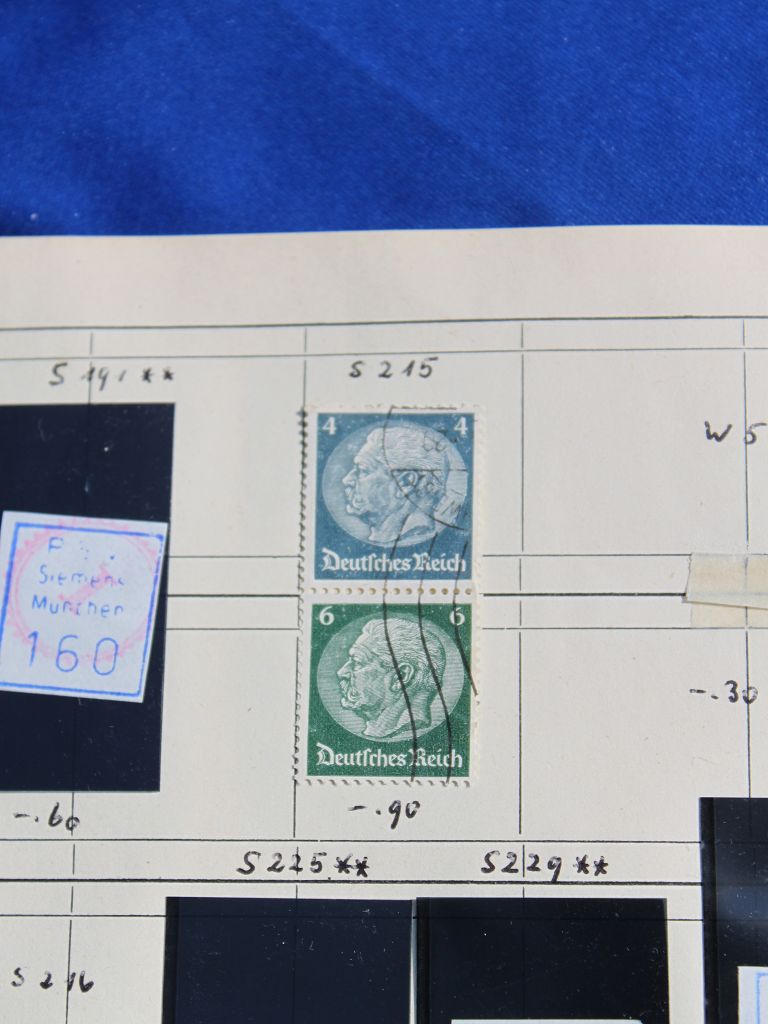 S 191 **
S 215
W 5
4 4
Deutsches Reich
6 6
Deutsches Reich
Siemens
München
160
-.30
-.60
-.90
S 225 **
S 229 **
S 216